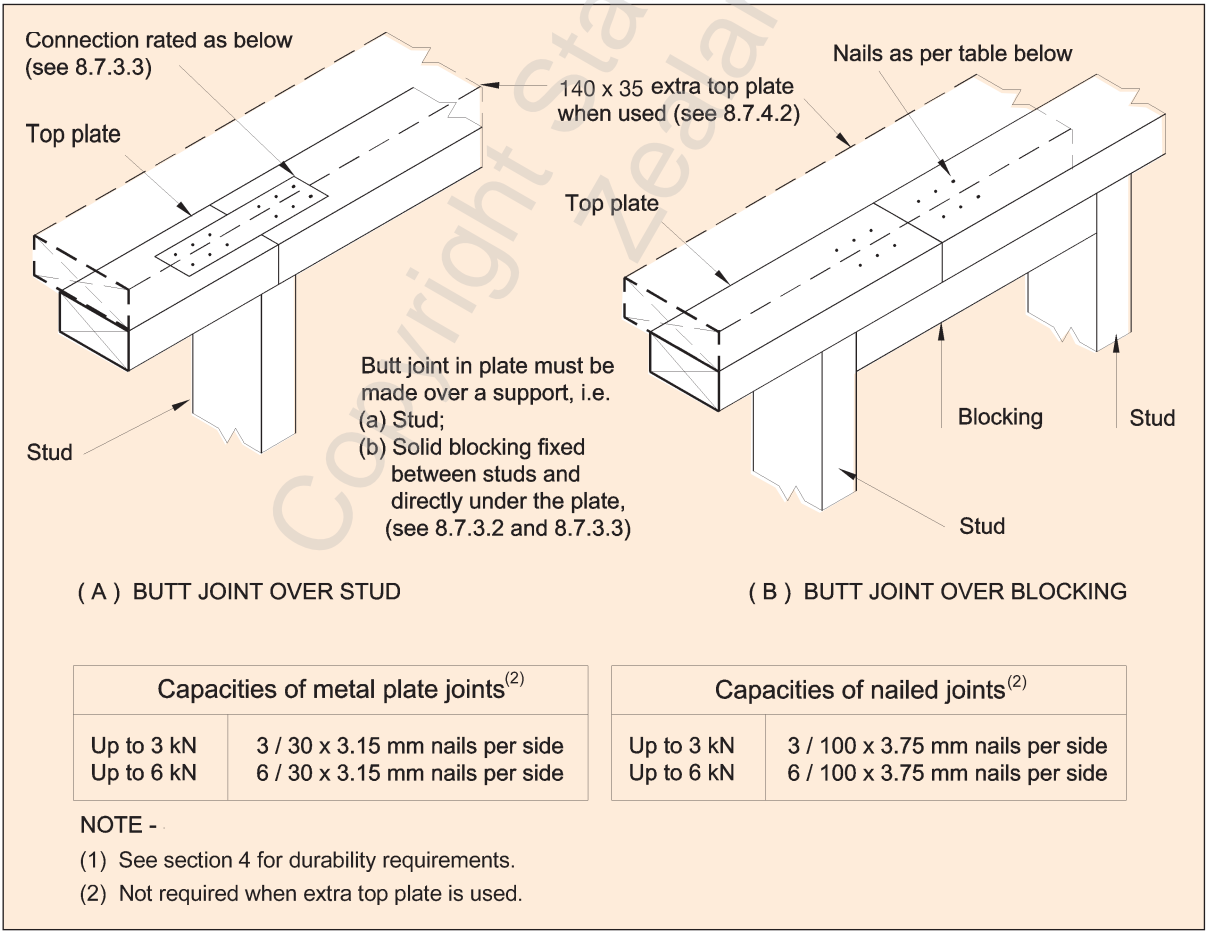 Connection rated as below
(see 8.7.3.3)
Top plate
140 x 35 extra top plate
when used (see 8.7.4.2)
Nails as per table below
Top plate
Stud
Butt joint in plate must be
made over a support, i.e.
(a) Stud;
(b) Solid blocking fixed
between studs and
directly under the plate,
(see 8.7.3.2 and 8.7.3.3)
Blocking
Stud
Stud
( A ) BUTT JOINT OVER STUD
( B ) BUTT JOINT OVER BLOCKING
Capacities of metal plate joints(2)
Up to 3 kN 3 / 30 x 3.15 mm nails per side
Up to 6 kN 6 / 30 x 3.15 mm nails per side
Capacities of nailed joints(2)
Up to 3 kN 3 / 100 x 3.75 mm nails per side
Up to 6 kN 6 / 100 x 3.75 mm nails per side
NOTE -
(1) See section 4 for durability requirements.
(2) Not required when extra top plate is used.
Copyright